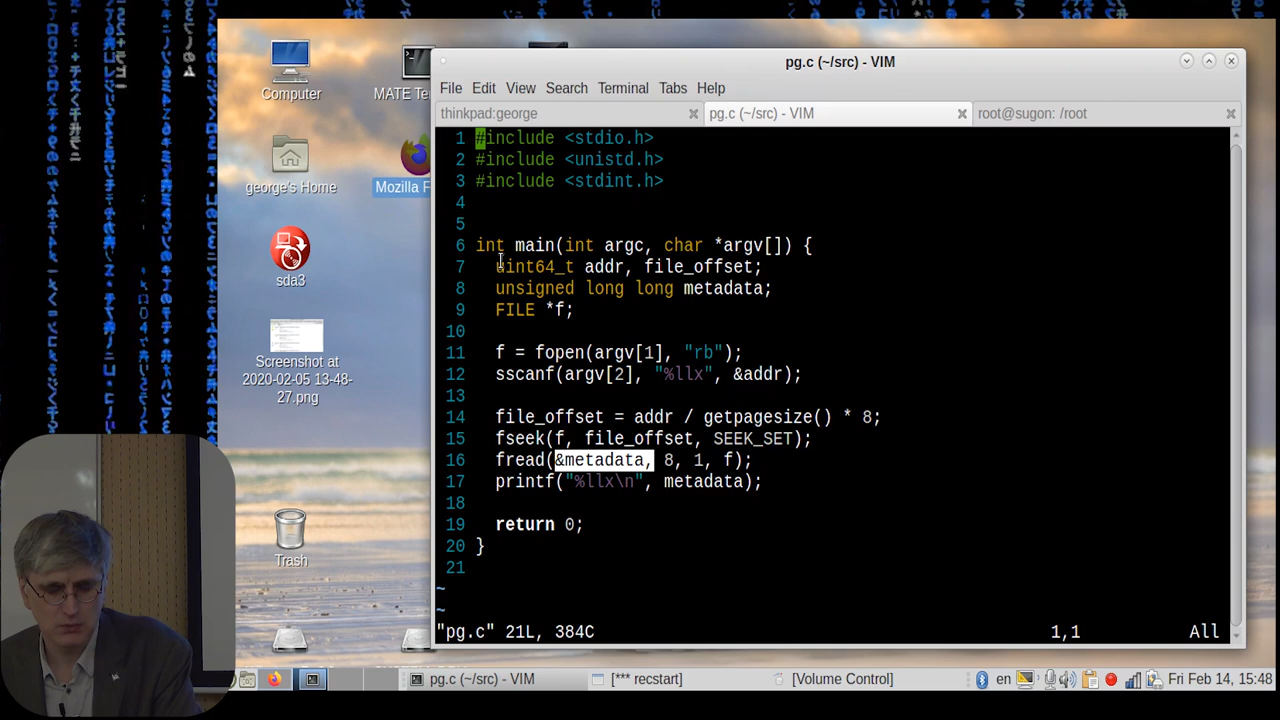 Computer
MATE Te
george's Home
Mozilla F
sda3
Screenshot at
2020-02-05 13-48-
27.png
Trash
pg.c (~/src) - VIM
File Edit View Search Terminal Tabs Help
thinkpad:george
pg.c (~/src) - VIM
root@sugon: /root
1 #include <stdio.h>
2 #include <unistd.h>
3 #include <stdint.h>
4
5
6 int main(int argc, char *argv[]) {
7   uint64_t addr, file_offset;
8   unsigned long long metadata;
9   FILE *f;
10
11   f = fopen(argv[1], "rb");
12   sscanf(argv[2], "%llx", &addr);
13
14   file_offset = addr / getpagesize() * 8;
15   fseek(f, file_offset, SEEK_SET);
16   fread(&metadata, 8, 1, f);
17   printf("%llx\n", metadata);
18
19   return 0;
20 }
21
~
~
"pg.c" 21L, 384C 1,1 All
pg.c (~/src) - VIM
[*** recstart]
[Volume Control]
en
Fri Feb 14, 15:48